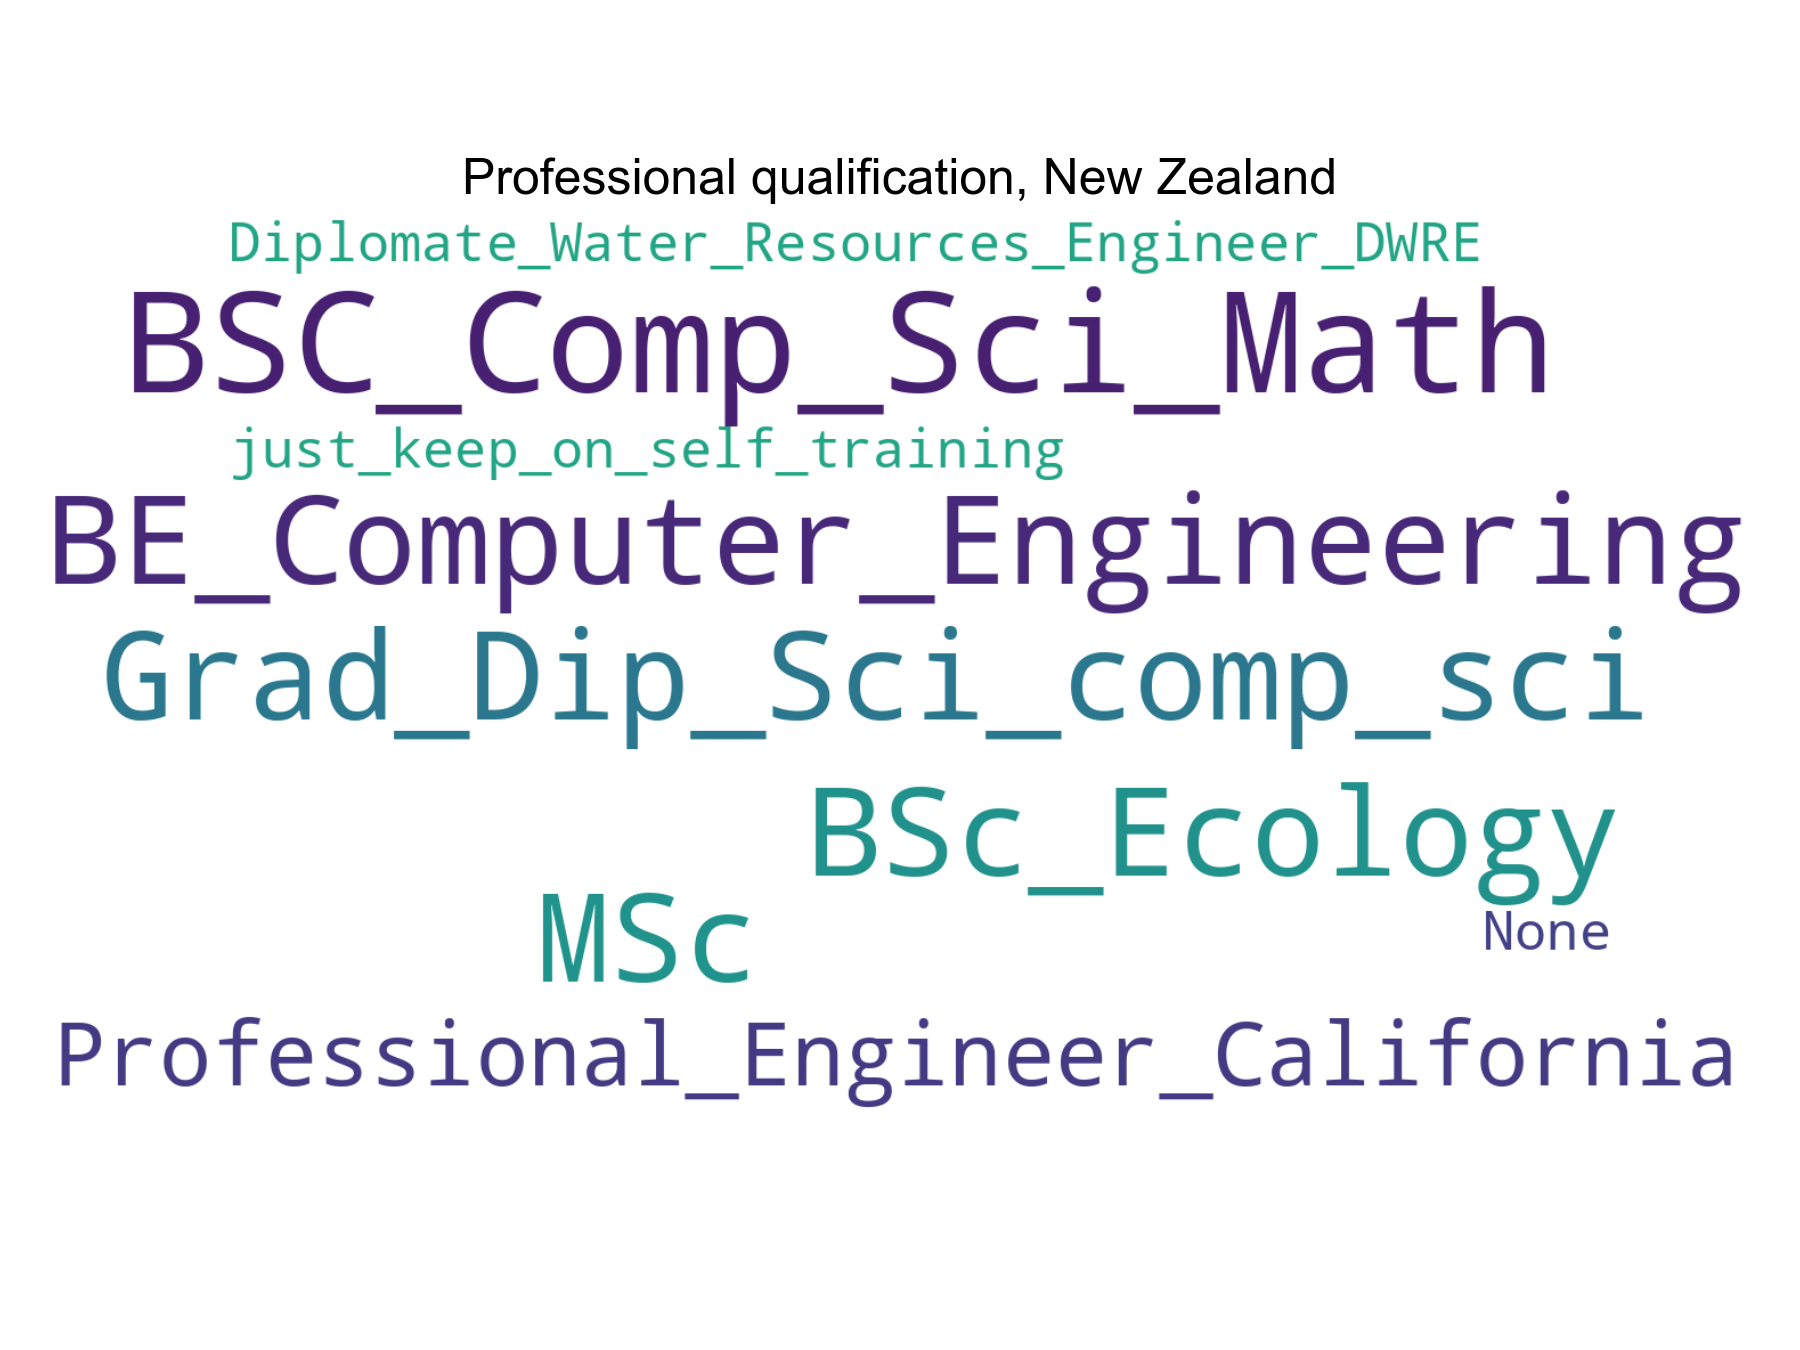 Professional qualification, New Zealand
Diplomate_Water_Resources_Engineer_DWRE
BSC_Comp_Sci_Math
just_keep_on_self_training
BE_Computer_Engineering
Grad_Dip_Sci_comp_sci
BSc_Ecology
MSc
None
Professional_Engineer_California